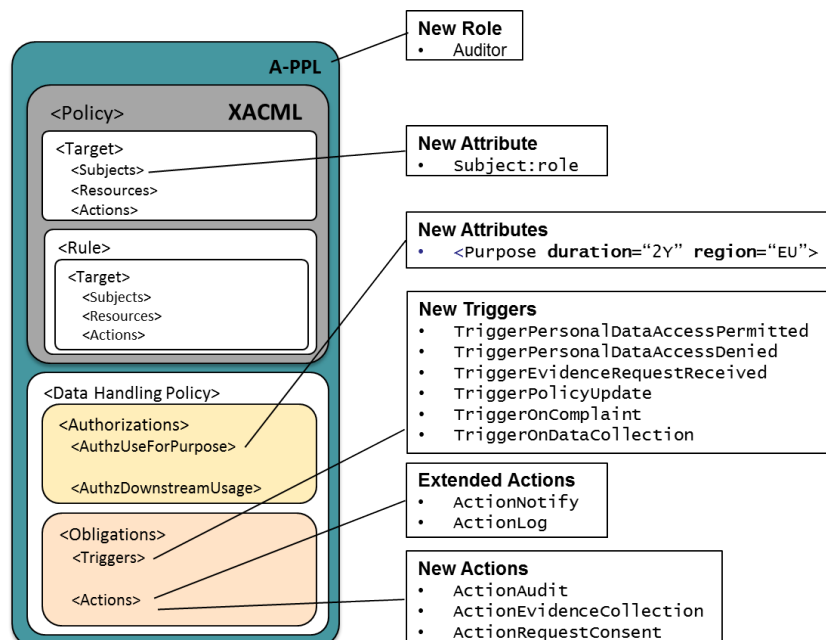 A-PPL
<Policy> XACML
<Target>
<Subjects>
<Resources>
<Actions>
<Rule>
<Target>
<Subjects>
<Resources>
<Actions>
<Data Handling Policy>
<Authorizations>
<AuthzUseForPurpose>
<AuthzDownstreamUsage>
<Obligations>
<Triggers>
<Actions>
New Role
• Auditor
New Attribute
• Subject:role
New Attributes
• <Purpose duration=“2Y” region=“EU”>
New Triggers
• TriggerPersonalDataAccessPermitted
• TriggerPersonalDataAccessDenied
• TriggerEvidenceRequestReceived
• TriggerPolicyUpdate
• TriggerOnComplaint
• TriggerOnDataCollection
Extended Actions
• ActionNotify
• ActionLog
New Actions
• ActionAudit
• ActionEvidenceCollection
• ActionRequestConsent